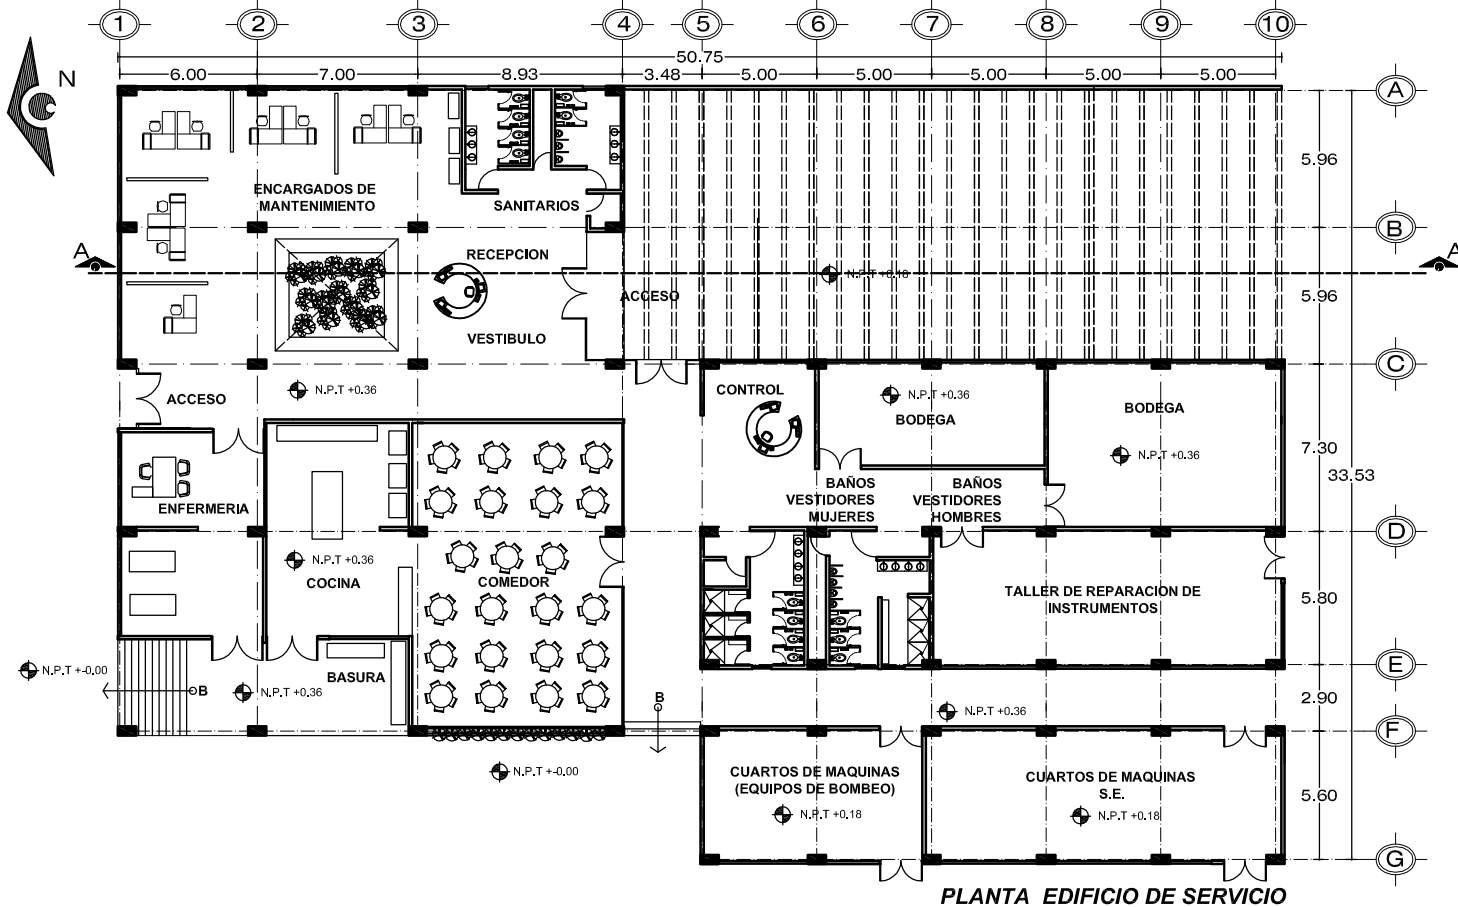 1 2 3 4 5 6 7 8 9 10
50.75
6.00 7.00 8.93 3.48 5.00 5.00 5.00 5.00 5.00
N
A
5.96
ENCARGADOS DE
MANTENIMIENTO
SANITARIOS
B
RECEPCION
A
A
N.P.T +0.18
ACCESO
5.96
VESTIBULO
C
N.P.T +0.36
ACCESO
CONTROL
N.P.T +0.36
BODEGA
BODEGA
N.P.T +0.36
7.30
33.53
ENFERMERIA
BAÑOS
VESTIDORES
MUJERES
BAÑOS
VESTIDORES
HOMBRES
D
N.P.T +0.36
COCINA
COMEDOR
TALLER DE REPARACION DE
INSTRUMENTOS
5.80
E
N.P.T +-0.00
BASURA
B
N.P.T +0.36
B
N.P.T +0.36
2.90
F
N.P.T +-0.00
CUARTOS DE MAQUINAS
(EQUIPOS DE BOMBEO)
N.P.T +0.18
CUARTOS DE MAQUINAS
S.E.
N.P.T +0.18
5.60
G
PLANTA EDIFICIO DE SERVICIO